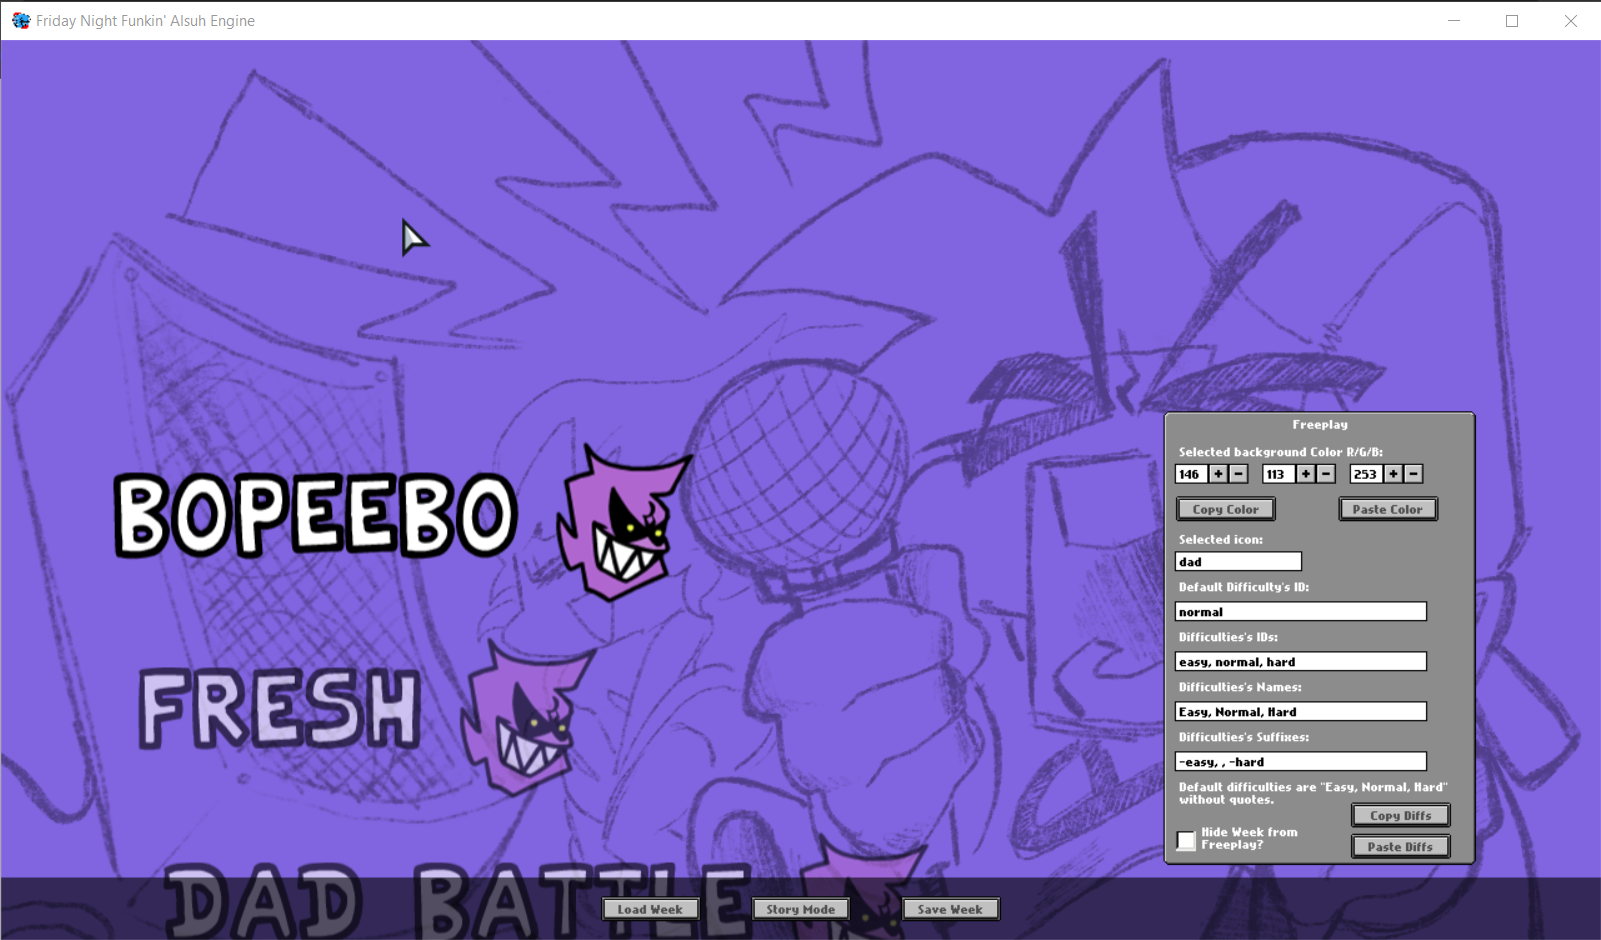 Friday Night Funkin' Alsuh Engine
BOPEEBO
FRESH
DAD BATTLE
Freeplay
Selected background Color R/G/B:
146 + - 113 + - 253 + -
Copy Color Paste Color
Selected icon:
dad
Default Difficulty's ID:
normal
Difficulties's IDs:
easy, normal, hard
Difficulties's Names:
Easy, Normal, Hard
Difficulties's Suffixes:
-easy, , -hard
Default difficulties are "Easy, Normal, Hard"
without quotes.
Copy Diffs
Hide Week from
Freeplay?
Paste Diffs
Load Week Story Mode Save Week